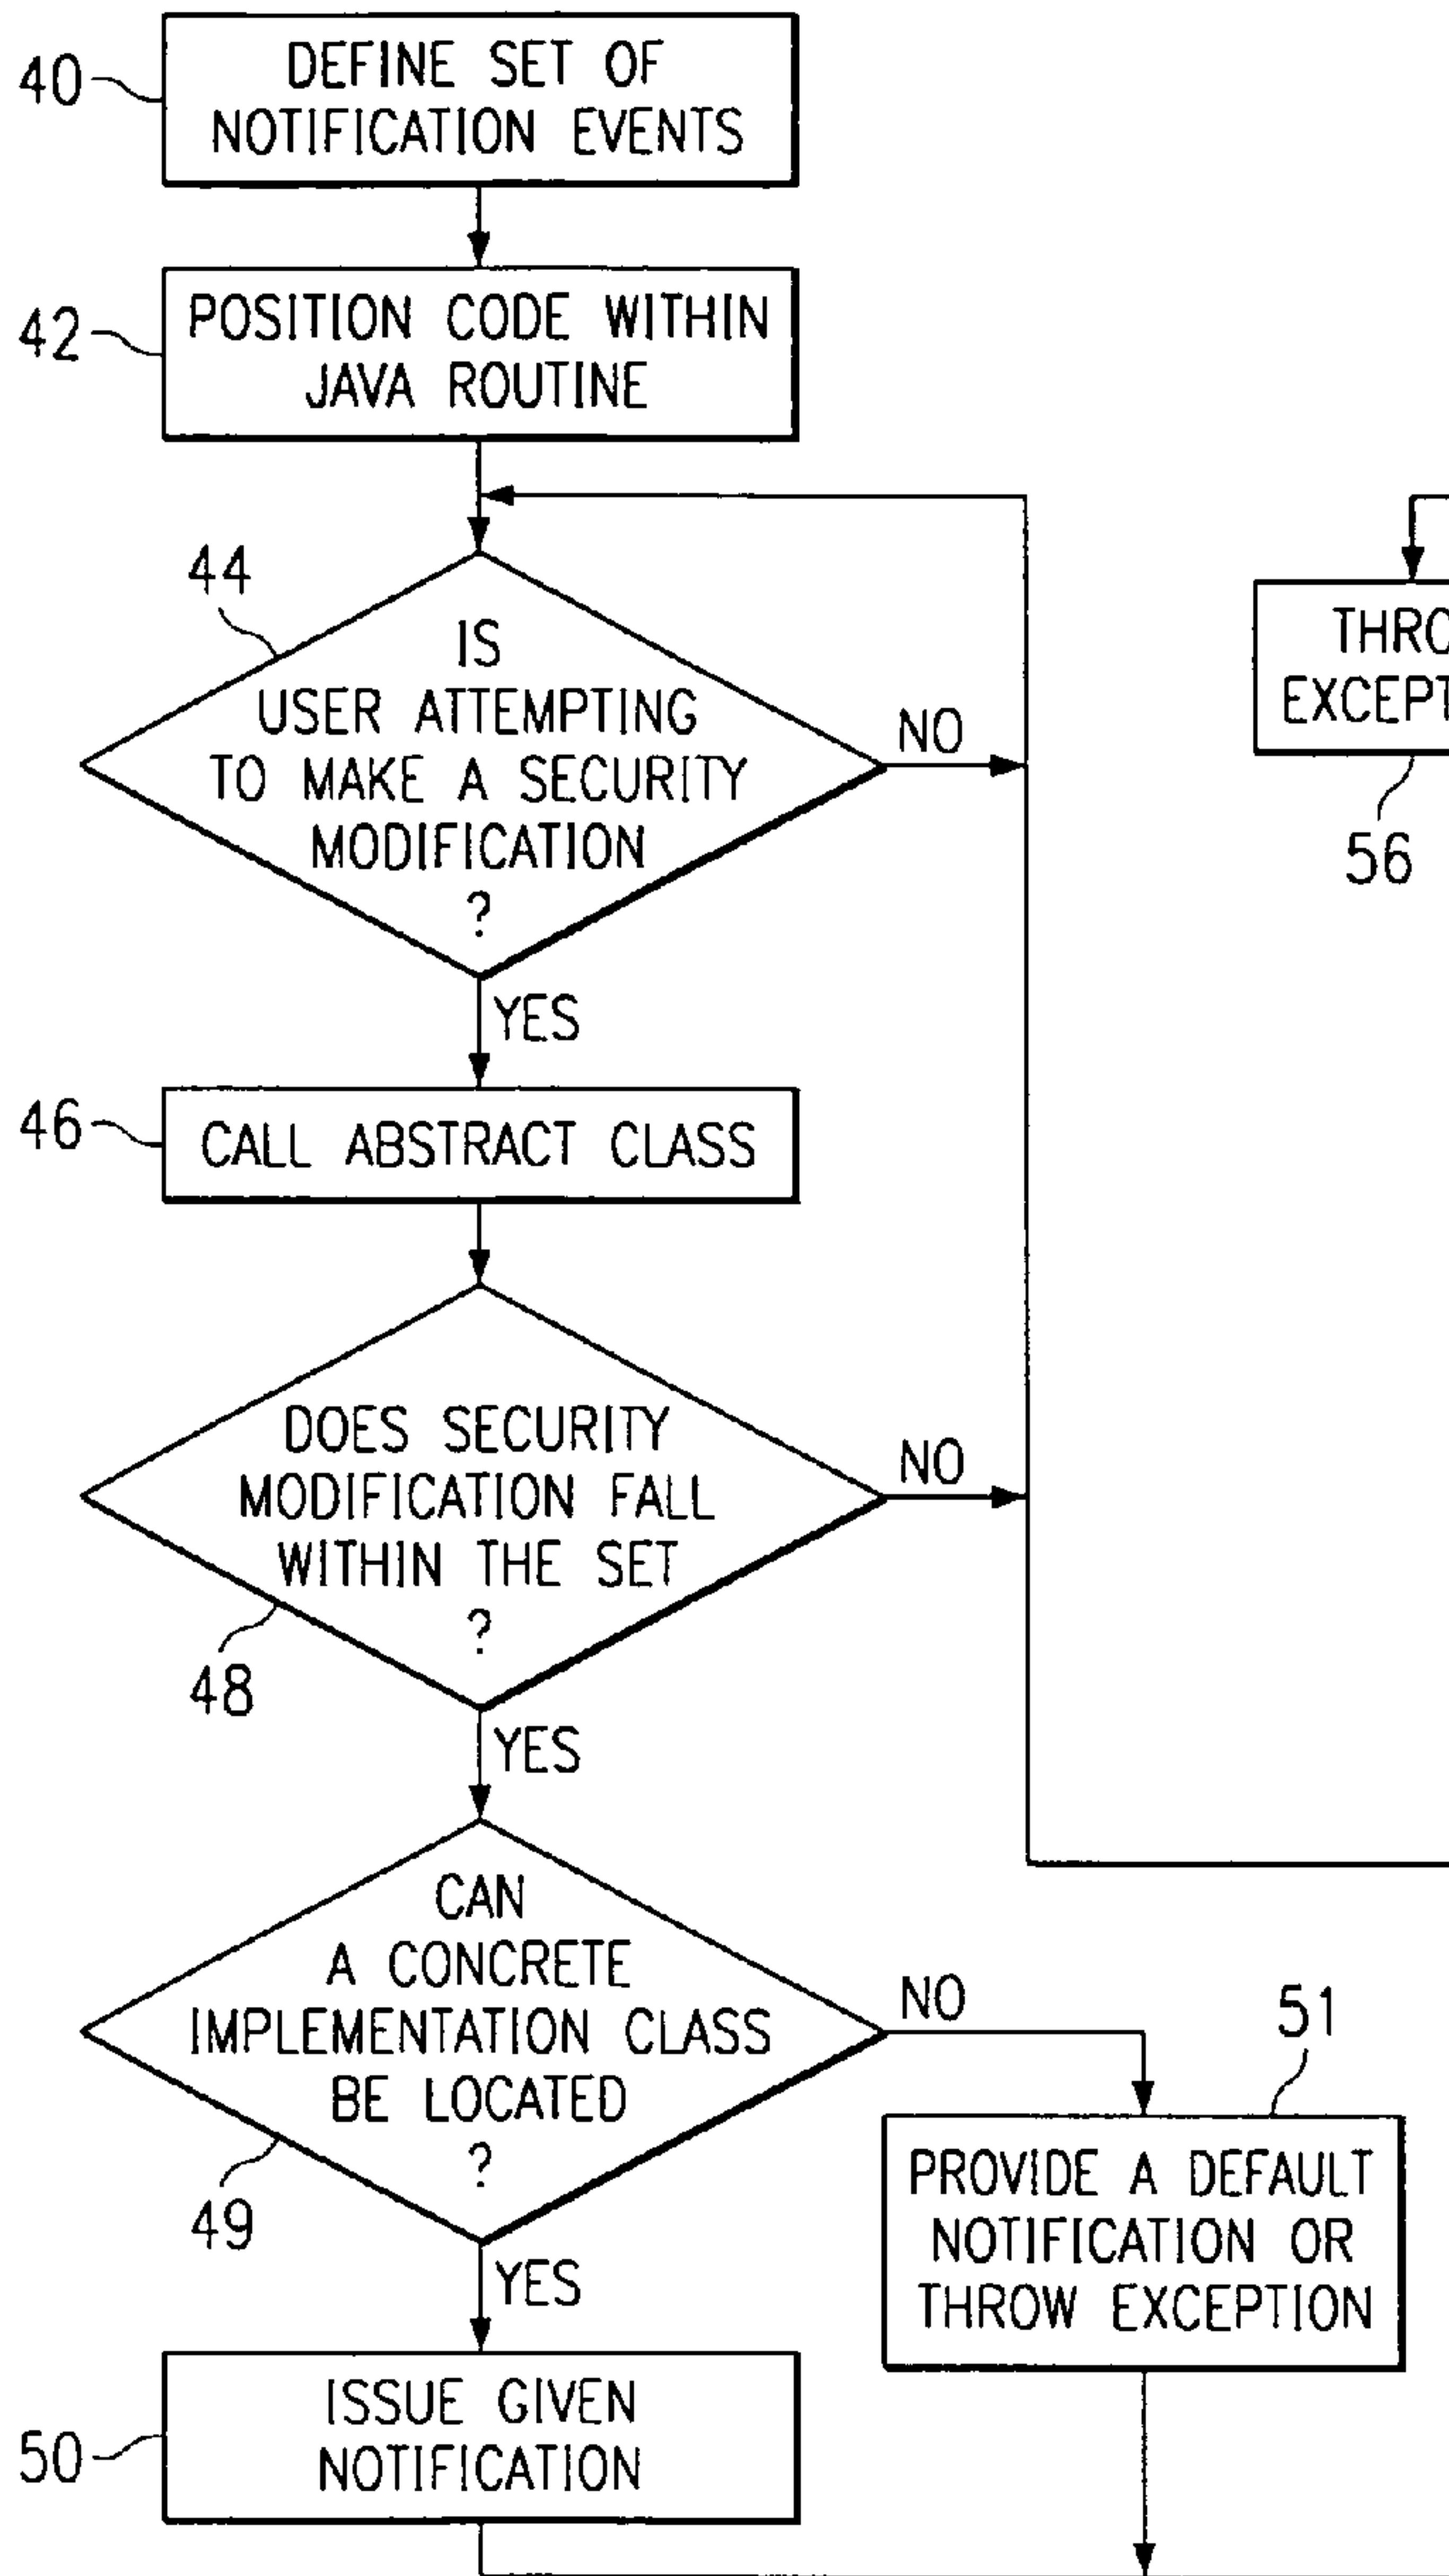 40
DEFINE SET OF
NOTIFICATION EVENTS
42
POSITION CODE WITHIN
JAVA ROUTINE
44
IS
USER ATTEMPTING
TO MAKE A SECURITY
MODIFICATION
?
NO
YES
THRO
EXCEPT
56
46
CALL ABSTRACT CLASS
DOES SECURITY
MODIFICATION FALL
WITHIN THE SET
?
NO
48
YES
CAN
A CONCRETE
IMPLEMENTATION CLASS
BE LOCATED
?
NO
49
YES
51
PROVIDE A DEFAULT
NOTIFICATION OR
THROW EXCEPTION
50
ISSUE GIVEN
NOTIFICATION